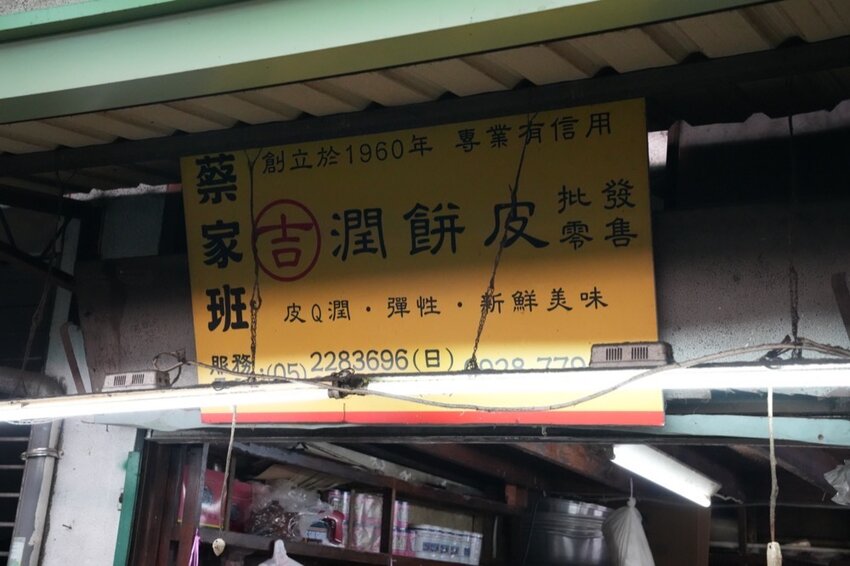 創立於1960年 專業有信用
蔡家班
吉 潤餅皮 批發
零售
皮Q潤·彈性·新鮮美味
服務
(05)2283696(日)